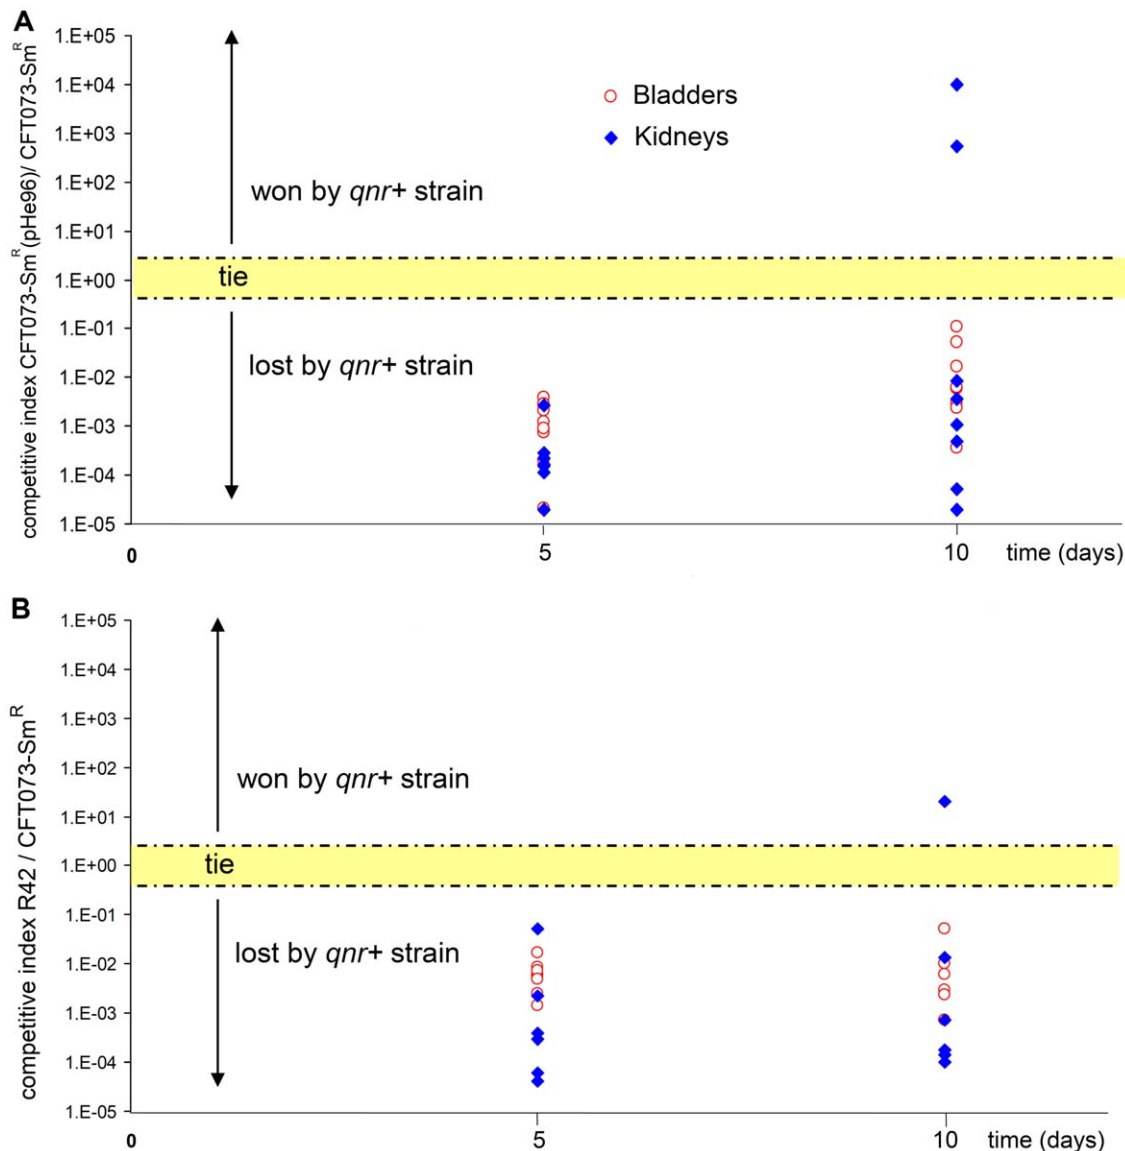 A
competitive index CFT073-Sm^R (pHe96)/ CFT073-Sm^R
1.E+05
1.E+04
1.E+03
1.E+02
1.E+01
1.E+00
1.E-01
1.E-02
1.E-03
1.E-04
1.E-05
Bladders
Kidneys
won by qnr+ strain
tie
lost by qnr+ strain
0 5 10 time (days)
B
competitive index R42 / CFT073-Sm^R
1.E+05
1.E+04
1.E+03
1.E+02
1.E+01
1.E+00
1.E-01
1.E-02
1.E-03
1.E-04
1.E-05
won by qnr+ strain
tie
lost by qnr+ strain
0 5 10 time (days)